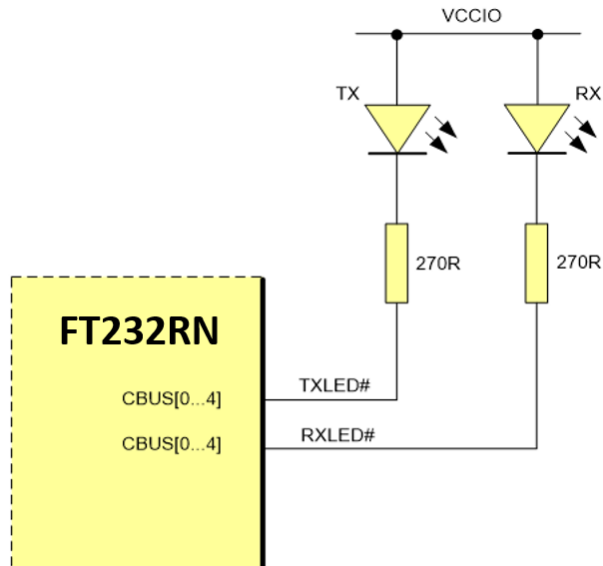 VCCIO
TX
RX
270R
270R
FT232RN
TXLED#
CBUS[0...4]
RXLED#
CBUS[0...4]